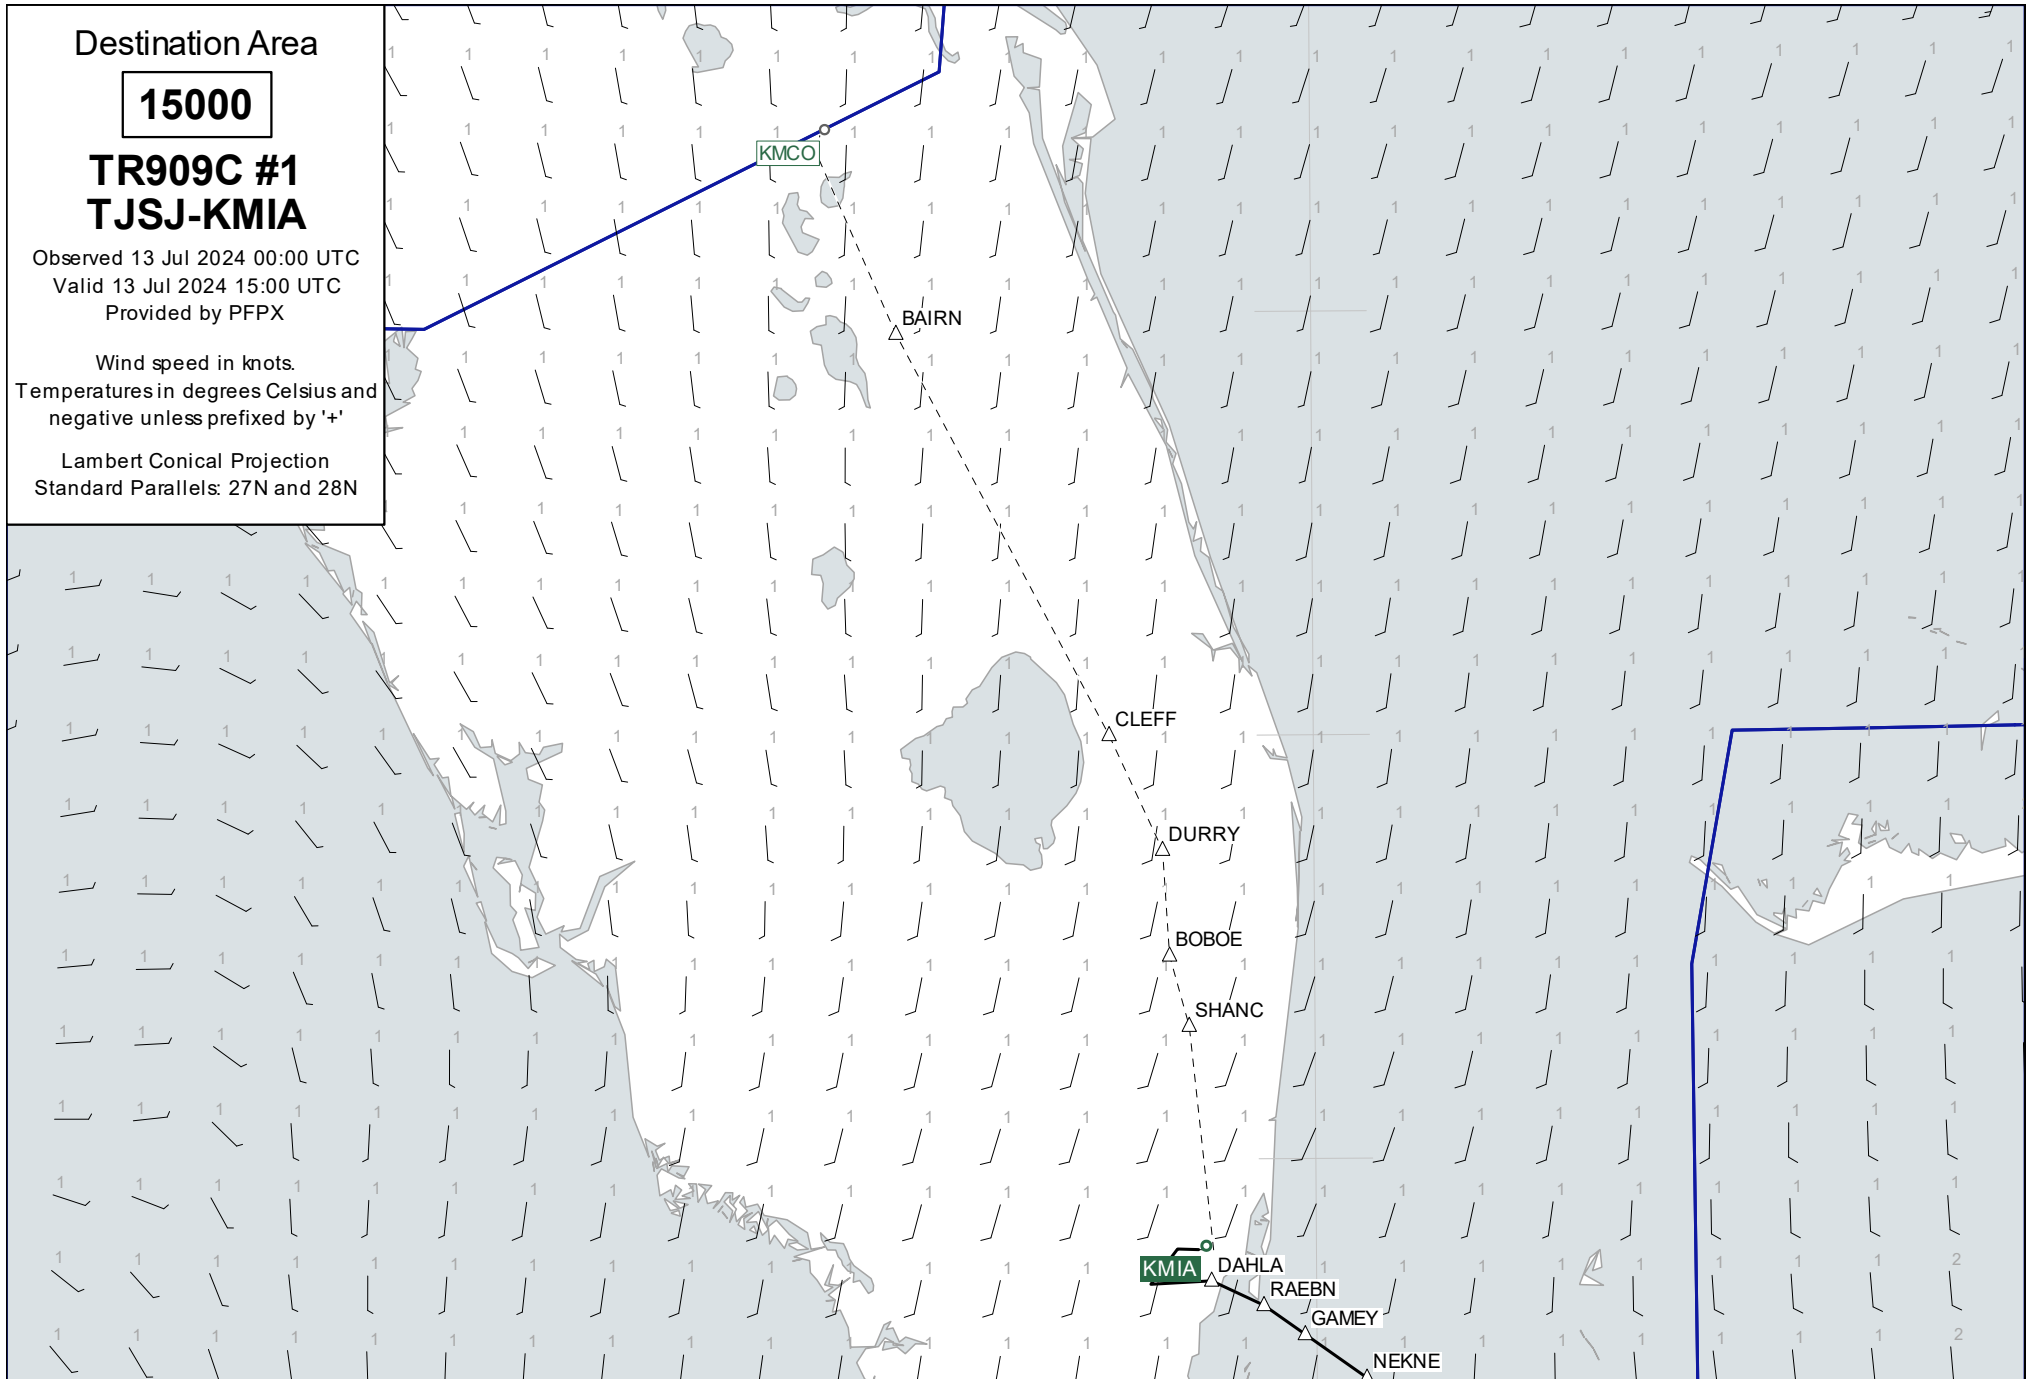 Destination Area
15000
TR909C #1
TJSJ-KMIA
Observed 13 Jul 2024 00:00 UTC
Valid 13 Jul 2024 15:00 UTC
Provided by PFPX
Wind speed in knots.
Temperatures in degrees Celsius and
negative unless prefixed by '+'
Lambert Conical Projection
Standard Parallels: 27N and 28N
KMCO
BAIRN
CLEFF
DURRY
BOBOE
SHANC
KMIA
DAHLA
RAEBN
GAMEY
NEKNE